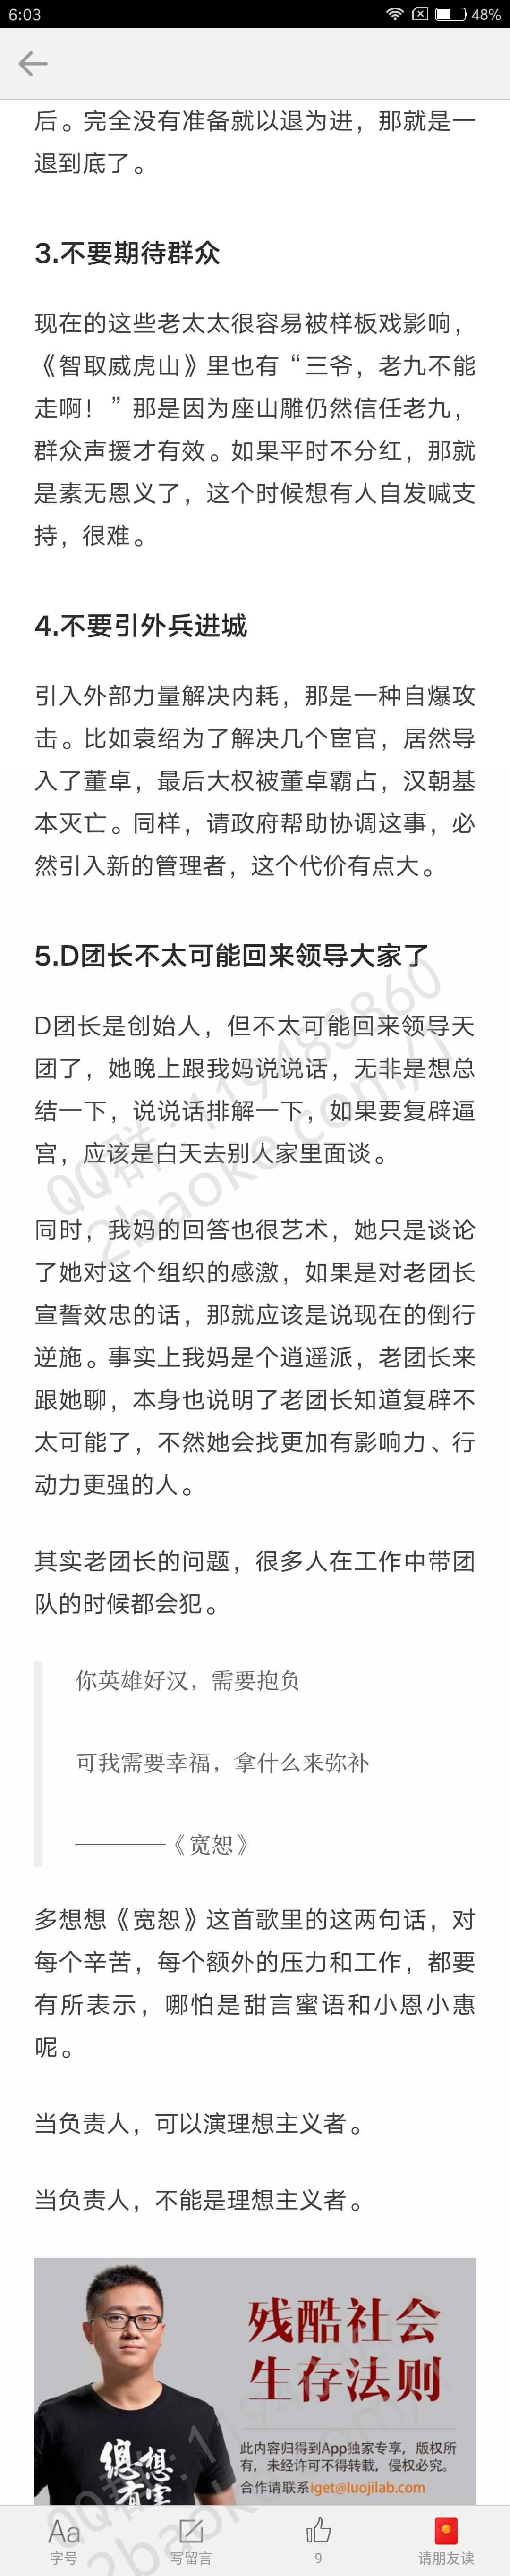 6:03
48%
后。完全没有准备就以退为进，那就是一
退到底了。
3.不要期待群众
现在的这些老太太很容易被样板戏影响，
《智取威虎山》里也有“三爷，老九不能
走啊！”那是因为座山雕仍然信任老九，
群众声援才有效。如果平时不分红，那就
是素无恩义了，这个时候想有人自发喊支
持，很难。
4.不要引外兵进城
引入外部力量解决内耗，那是一种自爆攻
击。比如袁绍为了解决几个宦官，居然导
入了董卓，最后大权被董卓霸占，汉朝基
本灭亡。同样，请政府帮助协调这事，必
然引入新的管理者，这个代价有点大。
5.D团长不太可能回来领导大家了
D团长是创始人，但不太可能回来领导天
团了，她晚上跟我妈说说话，无非是想总
结一下，说说话排解一下，如果要复辟逼
宫，应该是白天去别人家里面谈。
同时，我妈的回答也很艺术，她只是谈论
了她对这个组织的感激，如果是对老团长
宣誓效忠的话，那就应该是说现在的倒行
逆施。事实上我妈是个逍遥派，老团长来
跟她聊，本身也说明了老团长知道复辟不
太可能了，不然她会找更加有影响力、行
动力更强的人。
其实老团长的问题，很多人在工作中带团
队的时候都会犯。
你英雄好汉，需要抱负
可我需要幸福，拿什么来弥补
————《宽恕》
多想想《宽恕》这首歌里的这两句话，对
每个辛苦，每个额外的压力和工作，都要
有所表示，哪怕是甜言蜜语和小恩小惠
呢。
当负责人，可以演理想主义者。
当负责人，不能是理想主义者。
残酷社会
生存法则
此内容归得到App独家专享，版权所
有，未经许可不得转载，侵权必究。
合作请联系iget@luojilab.com
Aa
字号
写留言
9
请朋友读